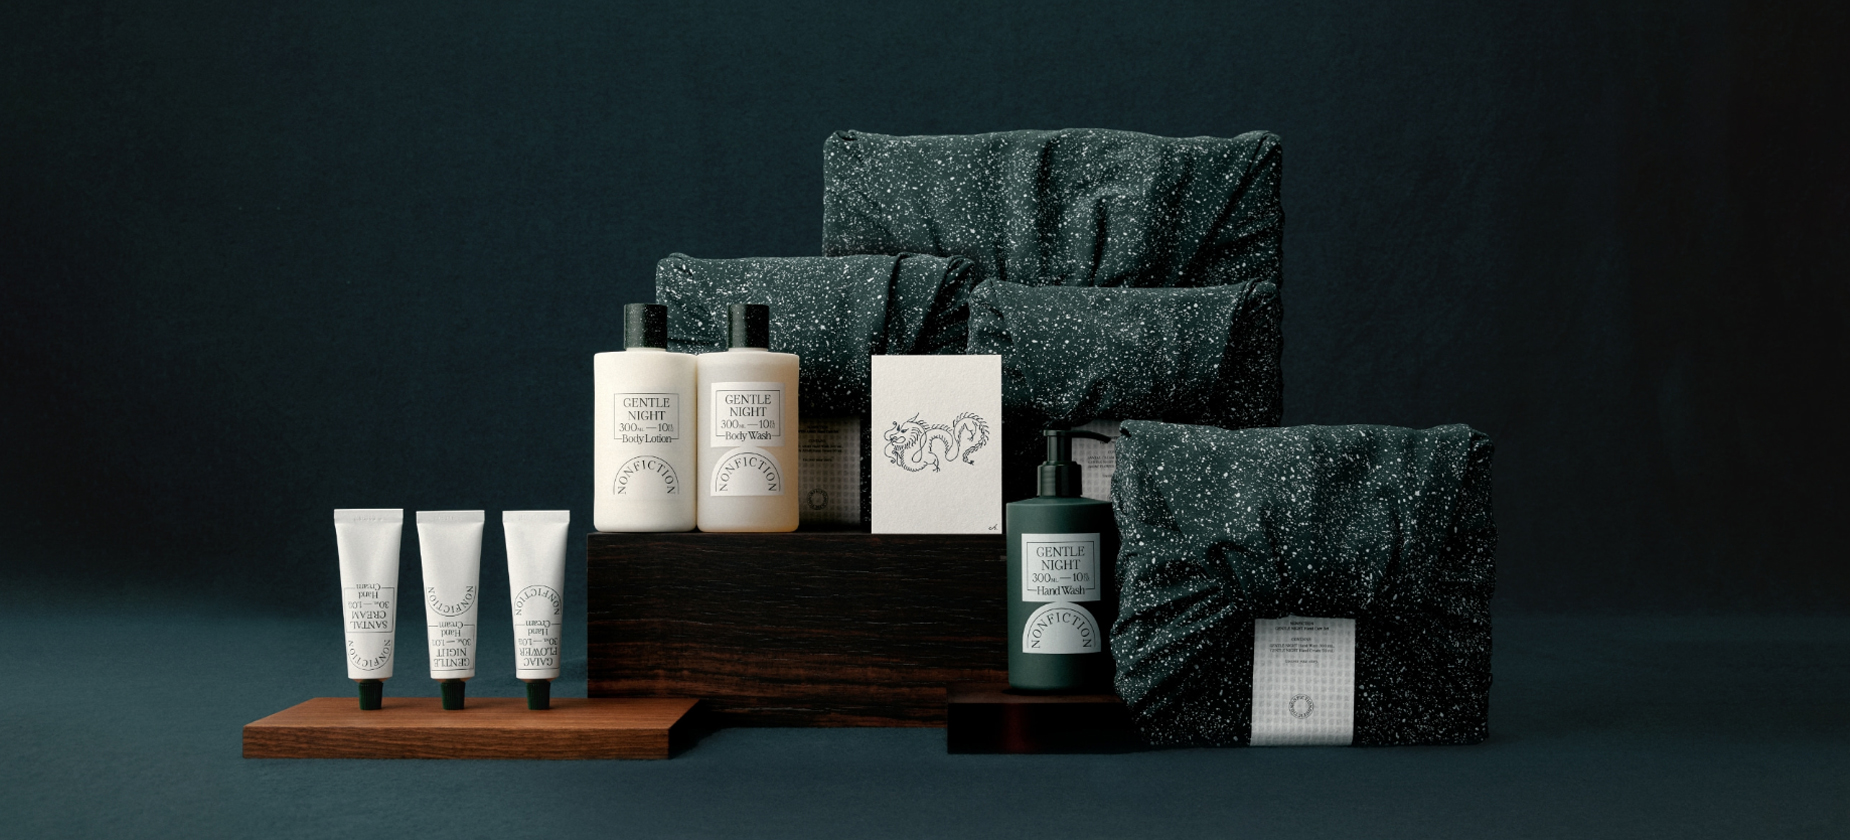 GENTLE
NIGHT
300ML — 10fl
Body Lotion
NONFICTION
GENTLE
NIGHT
300ML — 10fl
Body Wash
NONFICTION
NONFICTION
SANTAL
CREAM
30ML — 1.0fl
Hand
Cream
GENTLE
NIGHT
30ML — 1.0fl
Hand
Cream
NONFICTION
GAIAC
FLOWER
30ML — 1.0fl
Hand
Cream
NONFICTION
GENTLE
NIGHT
300ML — 10fl
Hand Wash
NONFICTION